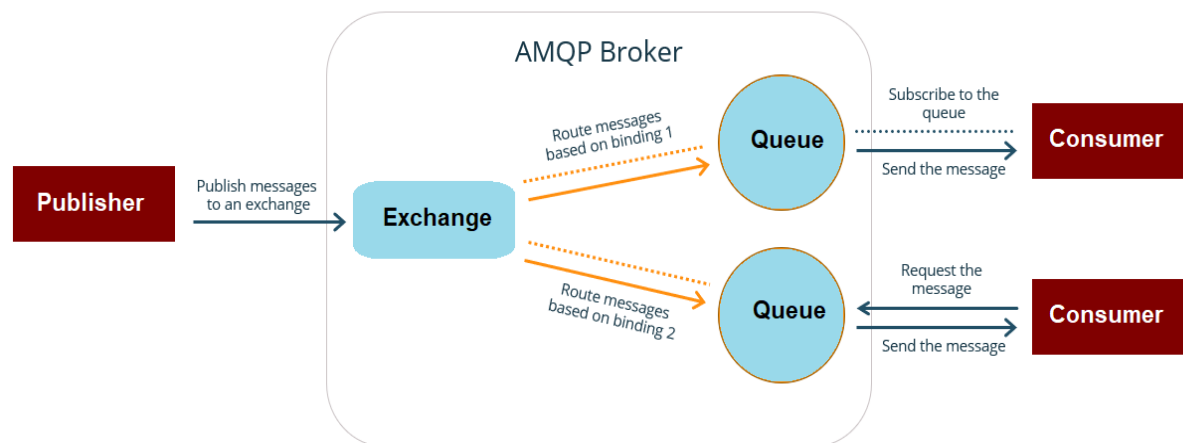 AMQP Broker
Publisher
Publish messages
to an exchange
Exchange
Route messages
based on binding 1
Route messages
based on binding 2
Queue
Queue
Subscribe to the
queue
Send the message
Consumer
Request the
message
Send the message
Consumer